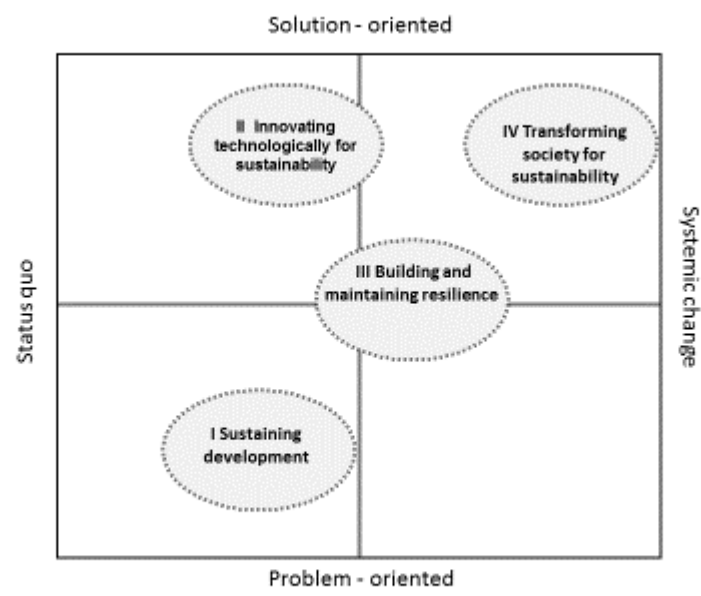 Solution - oriented
II Innovating
technologically for
sustainability
IV Transforming
society for
sustainability
Status quo
Systemic change
III Building and
maintaining resilience
I Sustaining
development
Problem - oriented